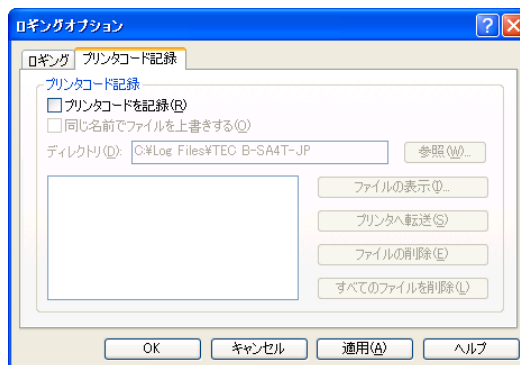 ロギングオプション
ロギング プリンタコード記録
プリンタコード記録
プリンタコードを記録(R)
同じ名前でファイルを上書きする(O)
ディレクトリ(D): C:¥Log Files¥TEC B-SA4T-JP 参照(W)...
ファイルの表示(I)...
プリンタへ転送(S)
ファイルの削除(E)
すべてのファイルを削除(L)
OK キャンセル 適用(A) ヘルプ